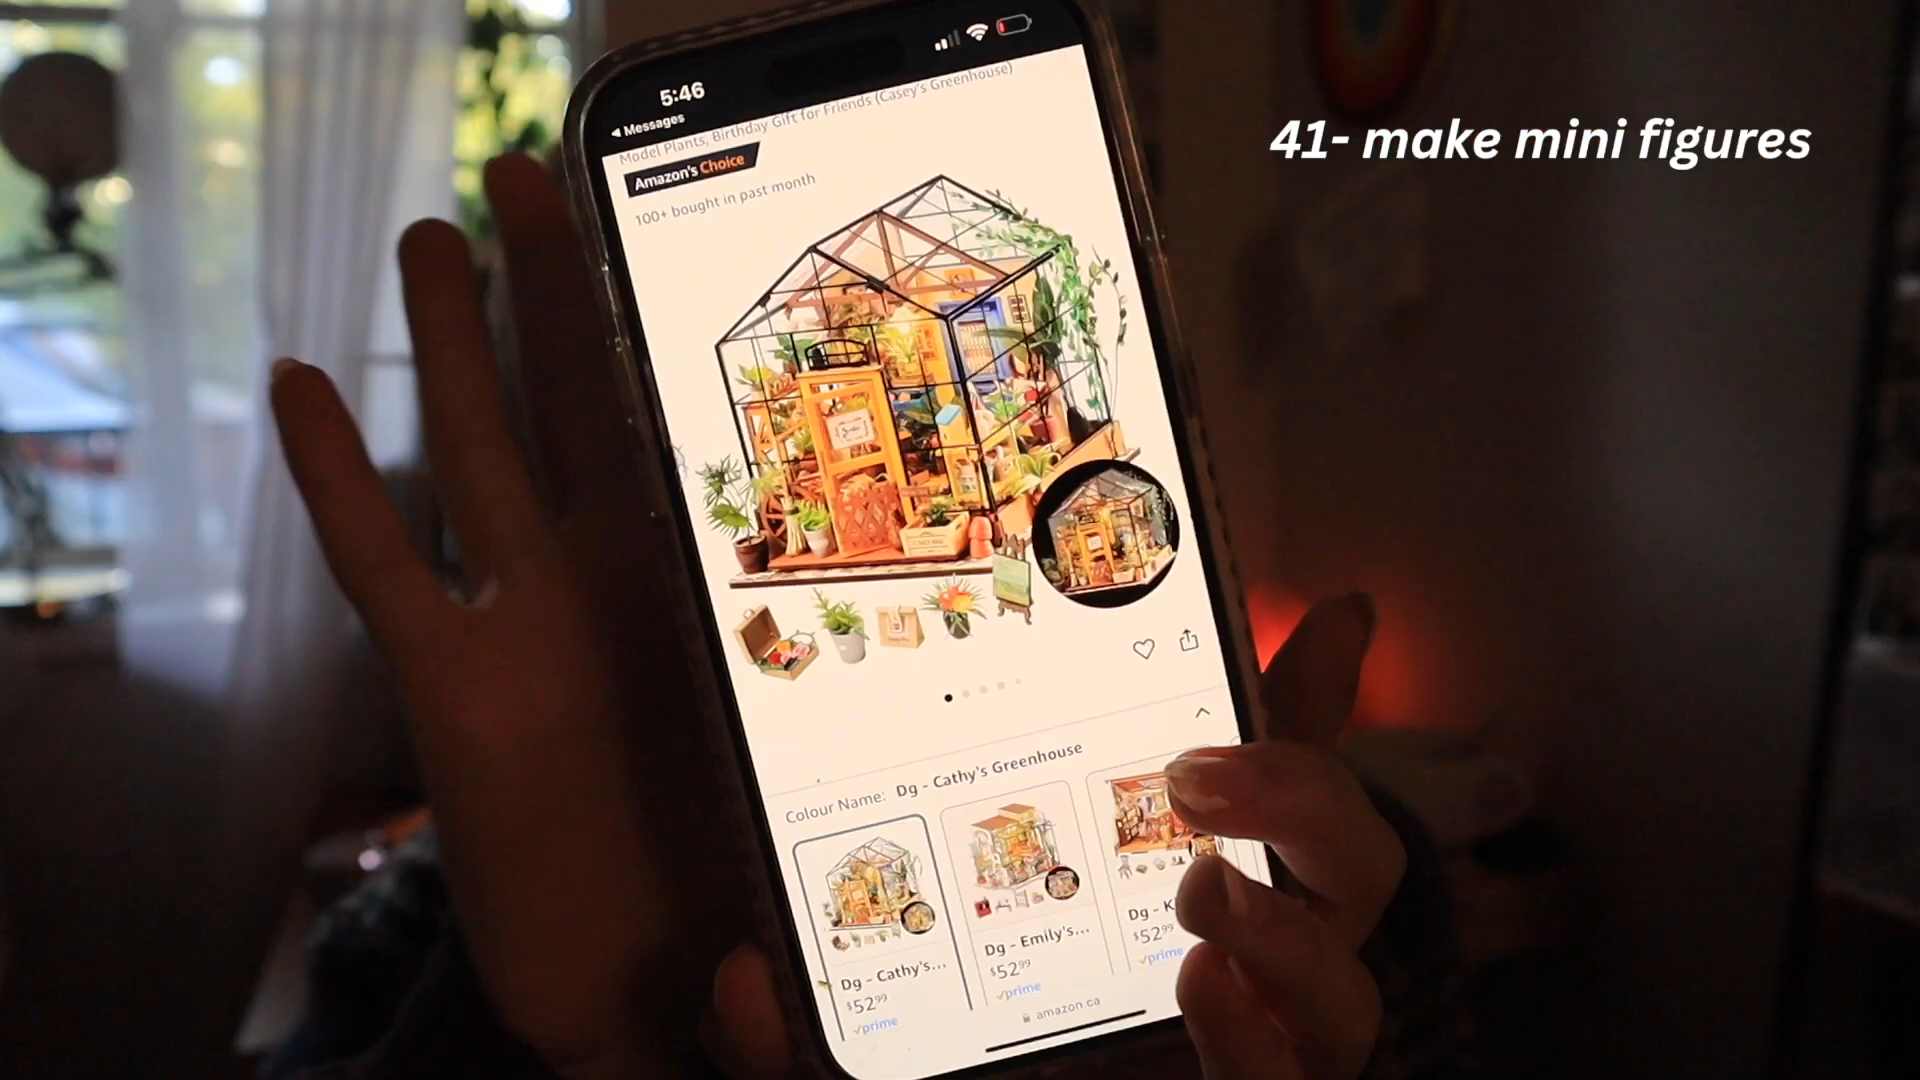 5:46
◀ Messages
Model Plants, Birthday Gift for Friends (Casey's Greenhouse)
Amazon's Choice
100+ bought in past month
41- make mini figures
Colour Name: Dg - Cathy's Greenhouse
Dg - Cathy's...
$52.99
prime
Dg - Emily's...
$52.99
prime
Dg - K
$52.99
prime
amazon.ca